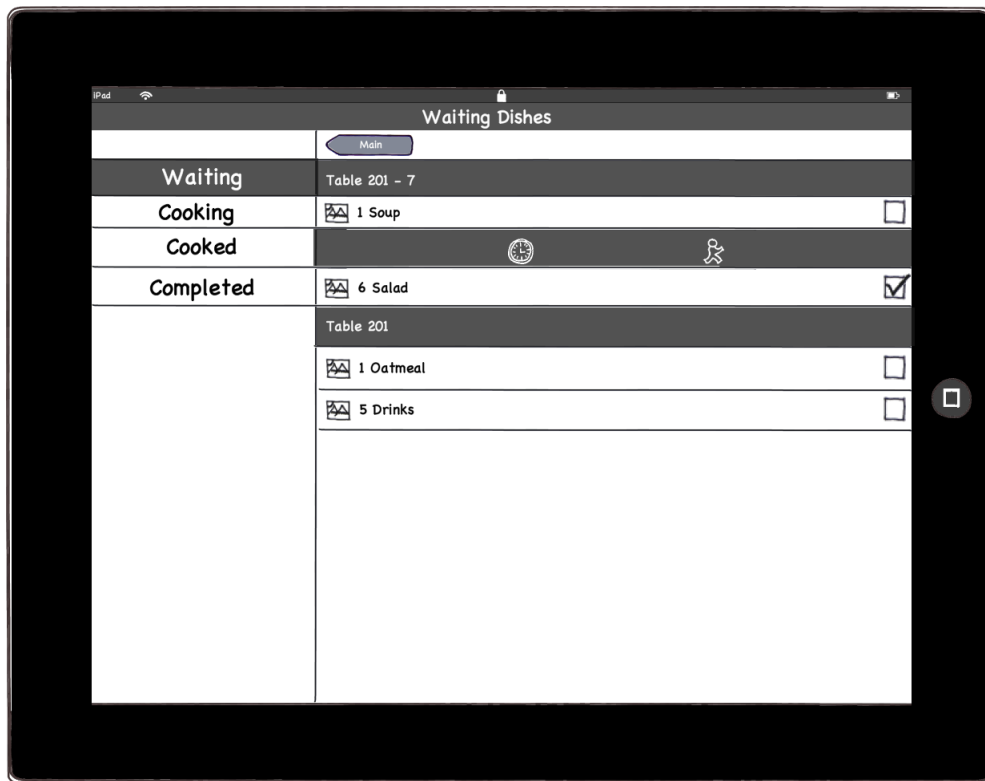 iPad
Waiting Dishes
Main
Waiting
Cooking
Cooked
Completed
Table 201 - 7
1 Soup
6 Salad
Table 201
1 Oatmeal
5 Drinks